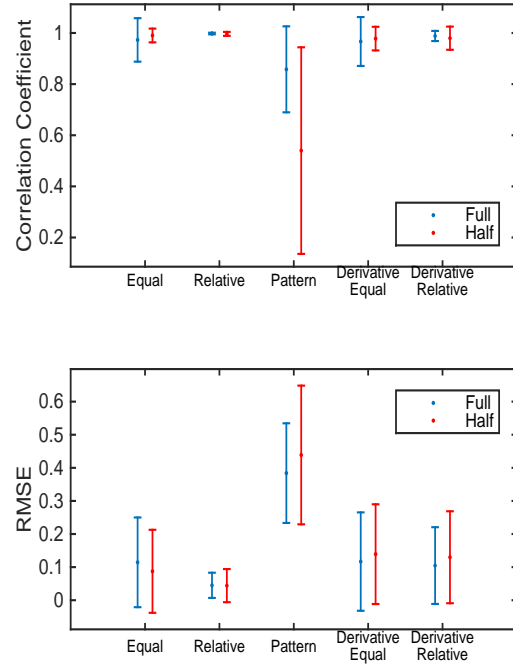 Correlation Coefficient
1
0.8
0.6
0.4
0.2
Full
Half
Equal
Relative
Pattern
Derivative
Equal
Derivative
Relative
RMSE
0.6
0.5
0.4
0.3
0.2
0.1
0
Full
Half
Equal
Relative
Pattern
Derivative
Equal
Derivative
Relative